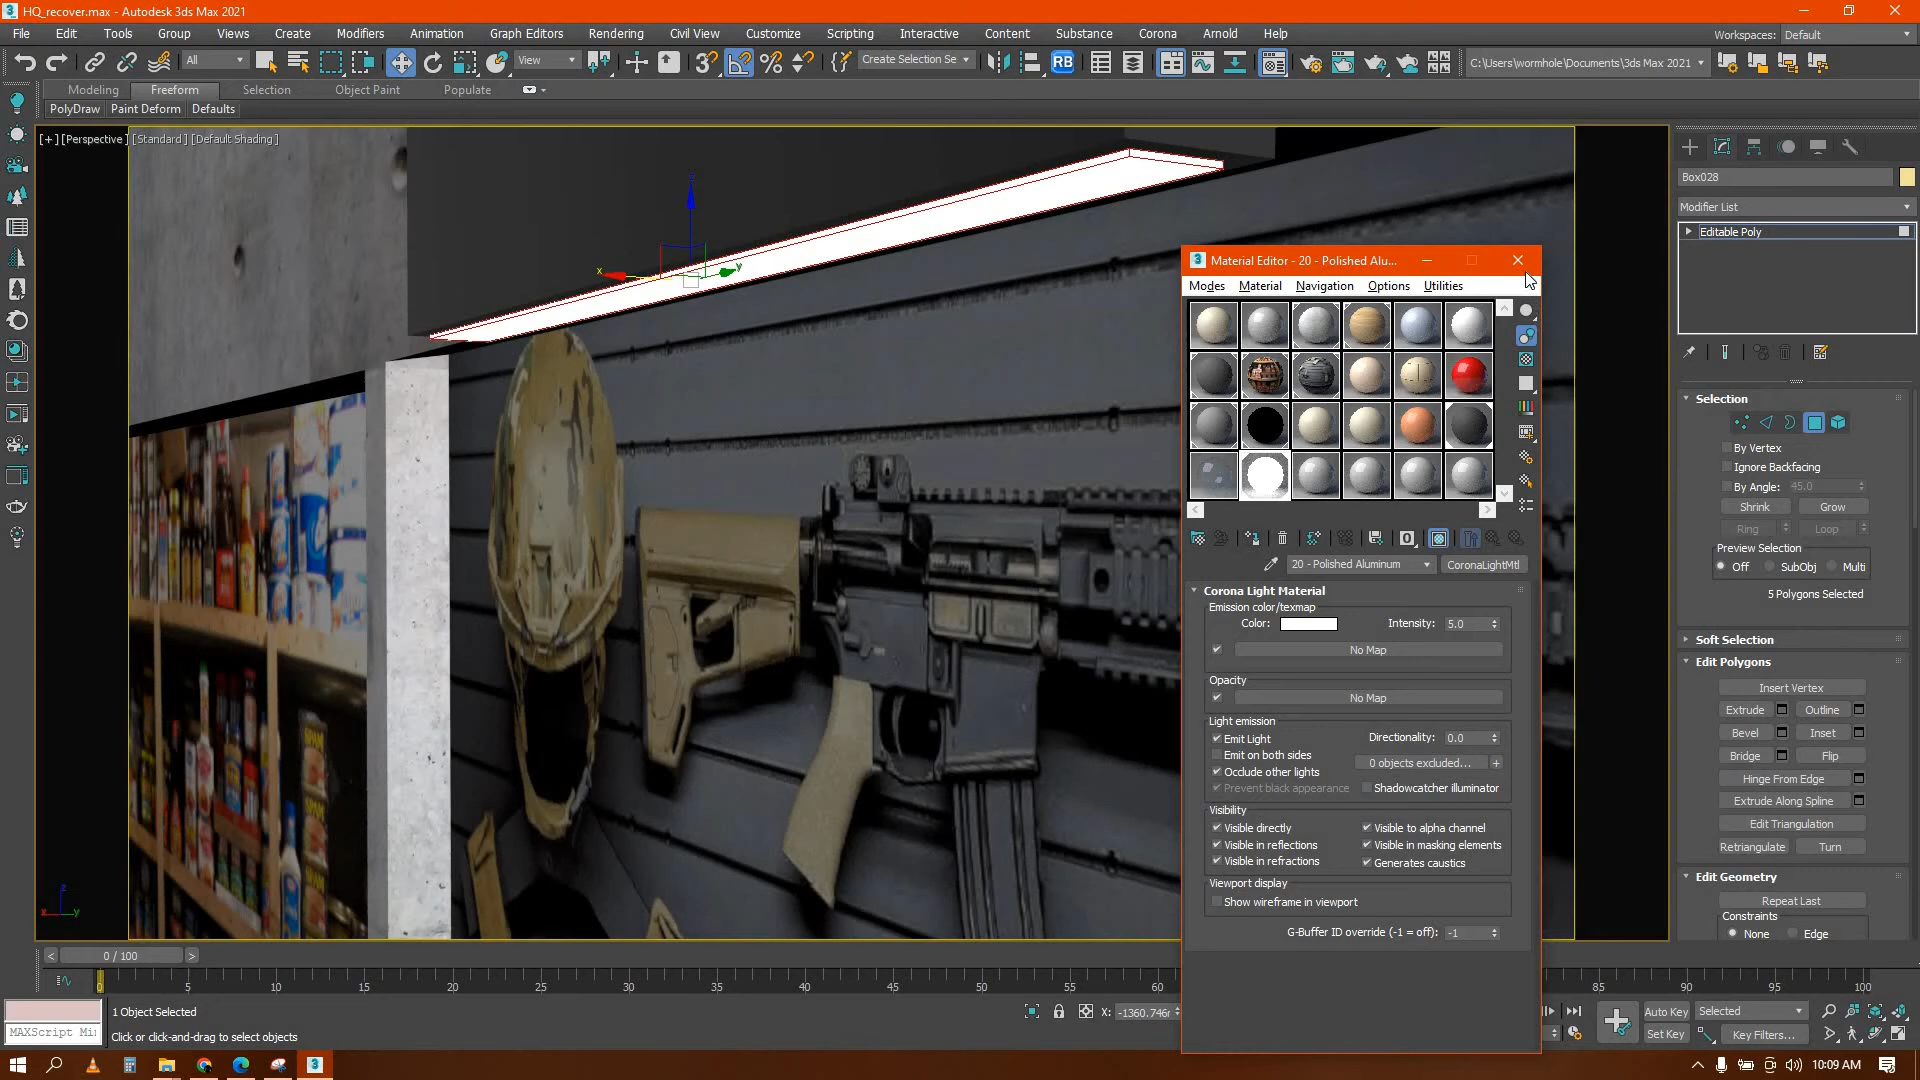 HQ_recover.max - Autodesk 3ds Max 2021
File Edit Tools Group Views Create Modifiers Animation Graph Editors Rendering Civil View Customize Scripting Interactive Content Substance Corona Arnold Help
Workspaces: Default
All View Create Selection Se RB C:\Users\wormhole\Documents\3ds Max 2021
Modeling Freeform Selection Object Paint Populate
PolyDraw Paint Deform Defaults
[+] [Perspective] [Standard] [Default Shading]
Box028
Modifier List
Editable Poly
Material Editor - 20 - Polished Alu...
Modes Material Navigation Options Utilities
20 - Polished Aluminum CoronaLightMtl
Corona Light Material
Emission color/texmap
Color: Intensity: 5.0
No Map
Opacity
No Map
Light emission
Emit Light Directionality: 0.0
Emit on both sides 0 objects excluded... +
Occlude other lights
Prevent black appearance Shadowcatcher illuminator
Visibility
Visible directly Visible to alpha channel
Visible in reflections Visible in masking elements
Visible in refractions Generates caustics
Viewport display
Show wireframe in viewport
G-Buffer ID override (-1 = off): -1
Selection
By Vertex
Ignore Backfacing
By Angle: 45.0
Shrink Grow
Ring Loop
Preview Selection
Off SubObj Multi
5 Polygons Selected
Soft Selection
Edit Polygons
Insert Vertex
Extrude Outline
Bevel Inset
Bridge Flip
Hinge From Edge
Extrude Along Spline
Edit Triangulation
Retriangulate Turn
Edit Geometry
Repeat Last
Constraints
None Edge
x y z
x y z
SPAM
< 0 / 100 >
0 5 10 15 20 25 30 35 40 45 50 55 60 85 90 95 100
1 Object Selected
X: -1360.746r
Auto Key Selected
MAXScript Mi
Click or click-and-drag to select objects
Set Key Key Filters...
10:09 AM